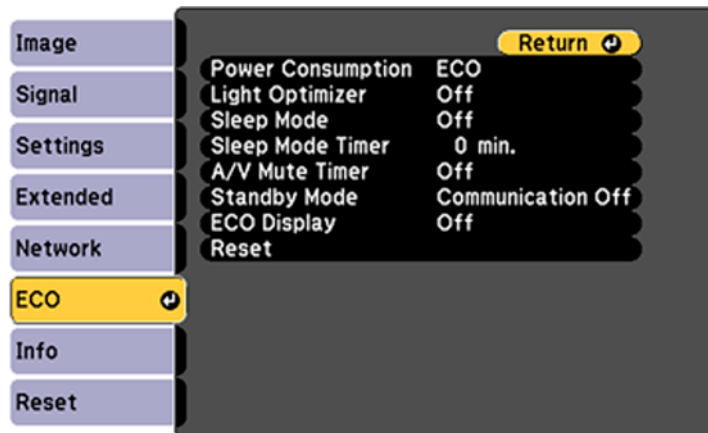 Image
Signal
Settings
Extended
Network
ECO
Info
Reset
Return
Power Consumption ECO
Light Optimizer Off
Sleep Mode Off
Sleep Mode Timer 0 min.
A/V Mute Timer Off
Standby Mode Communication Off
ECO Display Off
Reset